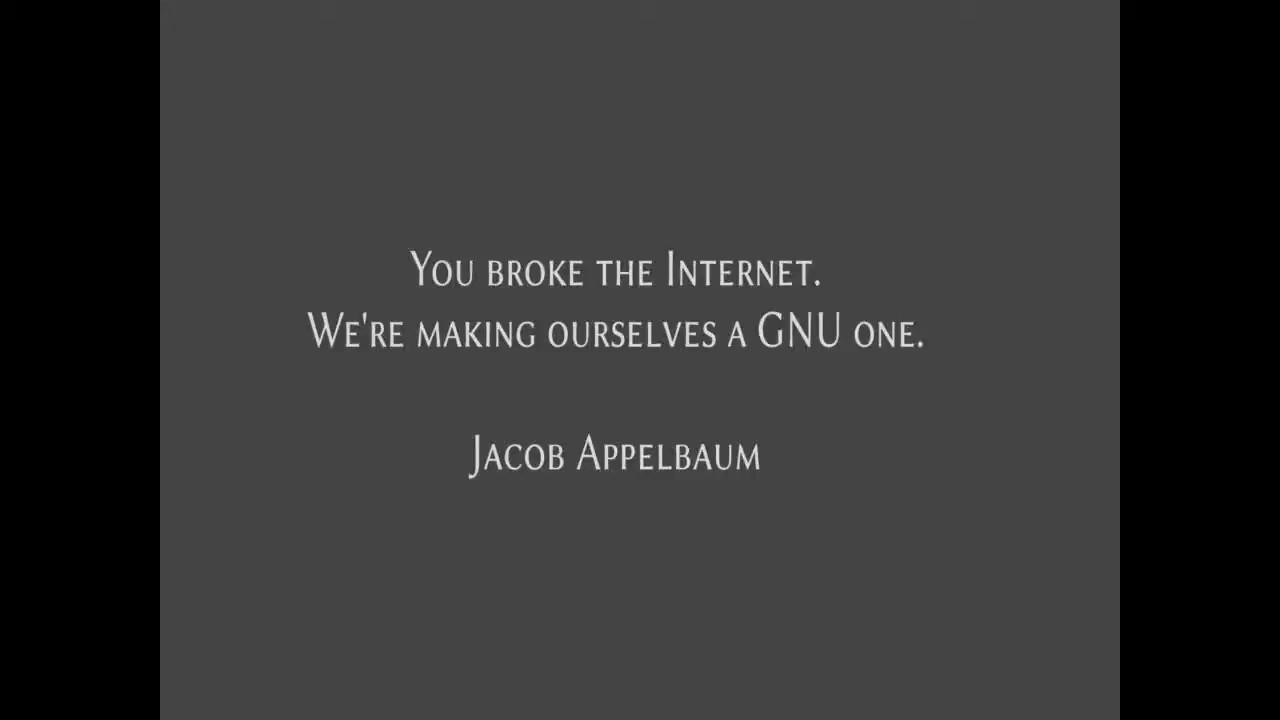 You broke the Internet.
We're making ourselves a GNU one.
Jacob Appelbaum